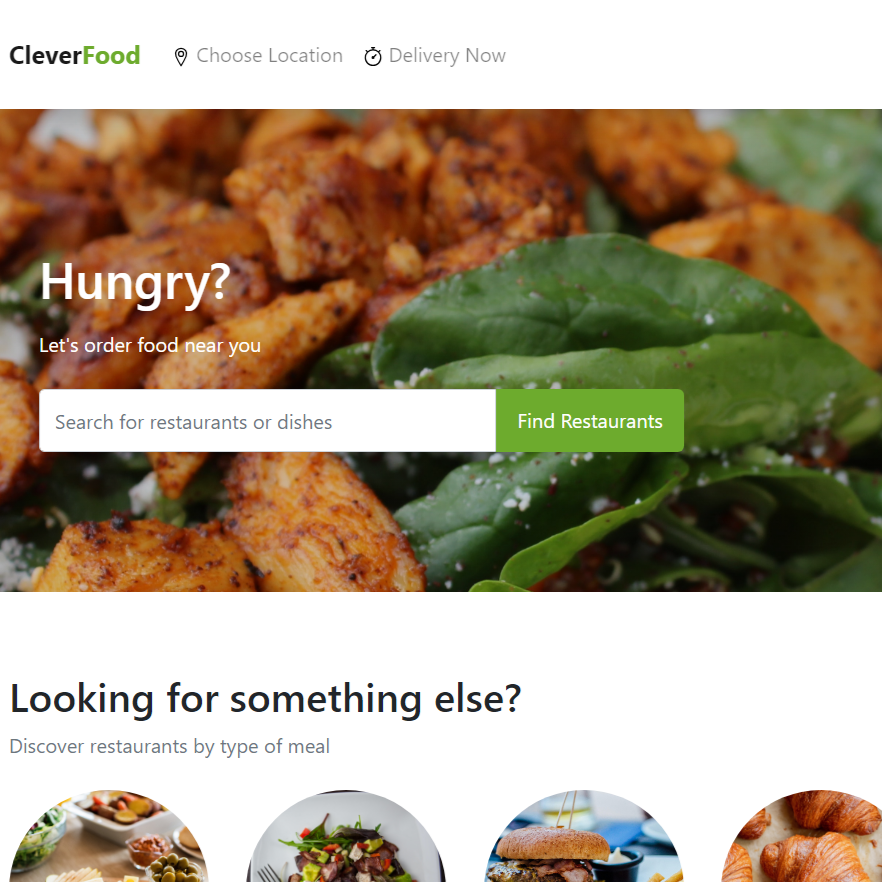 CleverFood Choose Location Delivery Now
Hungry?
Let's order food near you
Search for restaurants or dishes Find Restaurants
Looking for something else?
Discover restaurants by type of meal